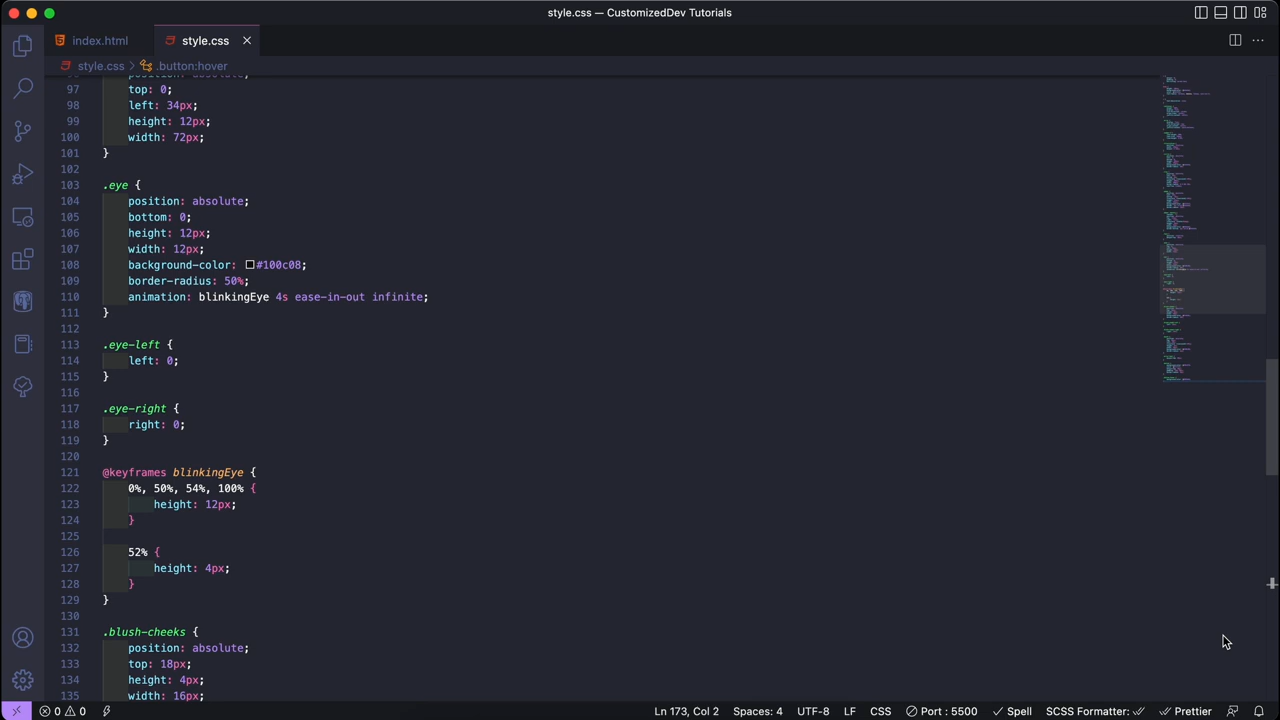 style.css — CustomizedDev Tutorials
index.html
style.css
style.css > .button:hover
97 top: 0;
98 left: 34px;
99 height: 12px;
100 width: 72px;
101 }
102
103 .eye {
104 position: absolute;
105 bottom: 0;
106 height: 12px;
107 width: 12px;
108 background-color: #100c08;
109 border-radius: 50%;
110 animation: blinkingEye 4s ease-in-out infinite;
111 }
112
113 .eye-left {
114 left: 0;
115 }
116
117 .eye-right {
118 right: 0;
119 }
120
121 @keyframes blinkingEye {
122 0%, 50%, 54%, 100% {
123 height: 12px;
124 }
125
126 52% {
127 height: 4px;
128 }
129 }
130
131 .blush-cheeks {
132 position: absolute;
133 top: 18px;
134 height: 4px;
135 width: 16px;
0 0 Ln 173, Col 2 Spaces: 4 UTF-8 LF CSS Port : 5500 Spell SCSS Formatter: Prettier